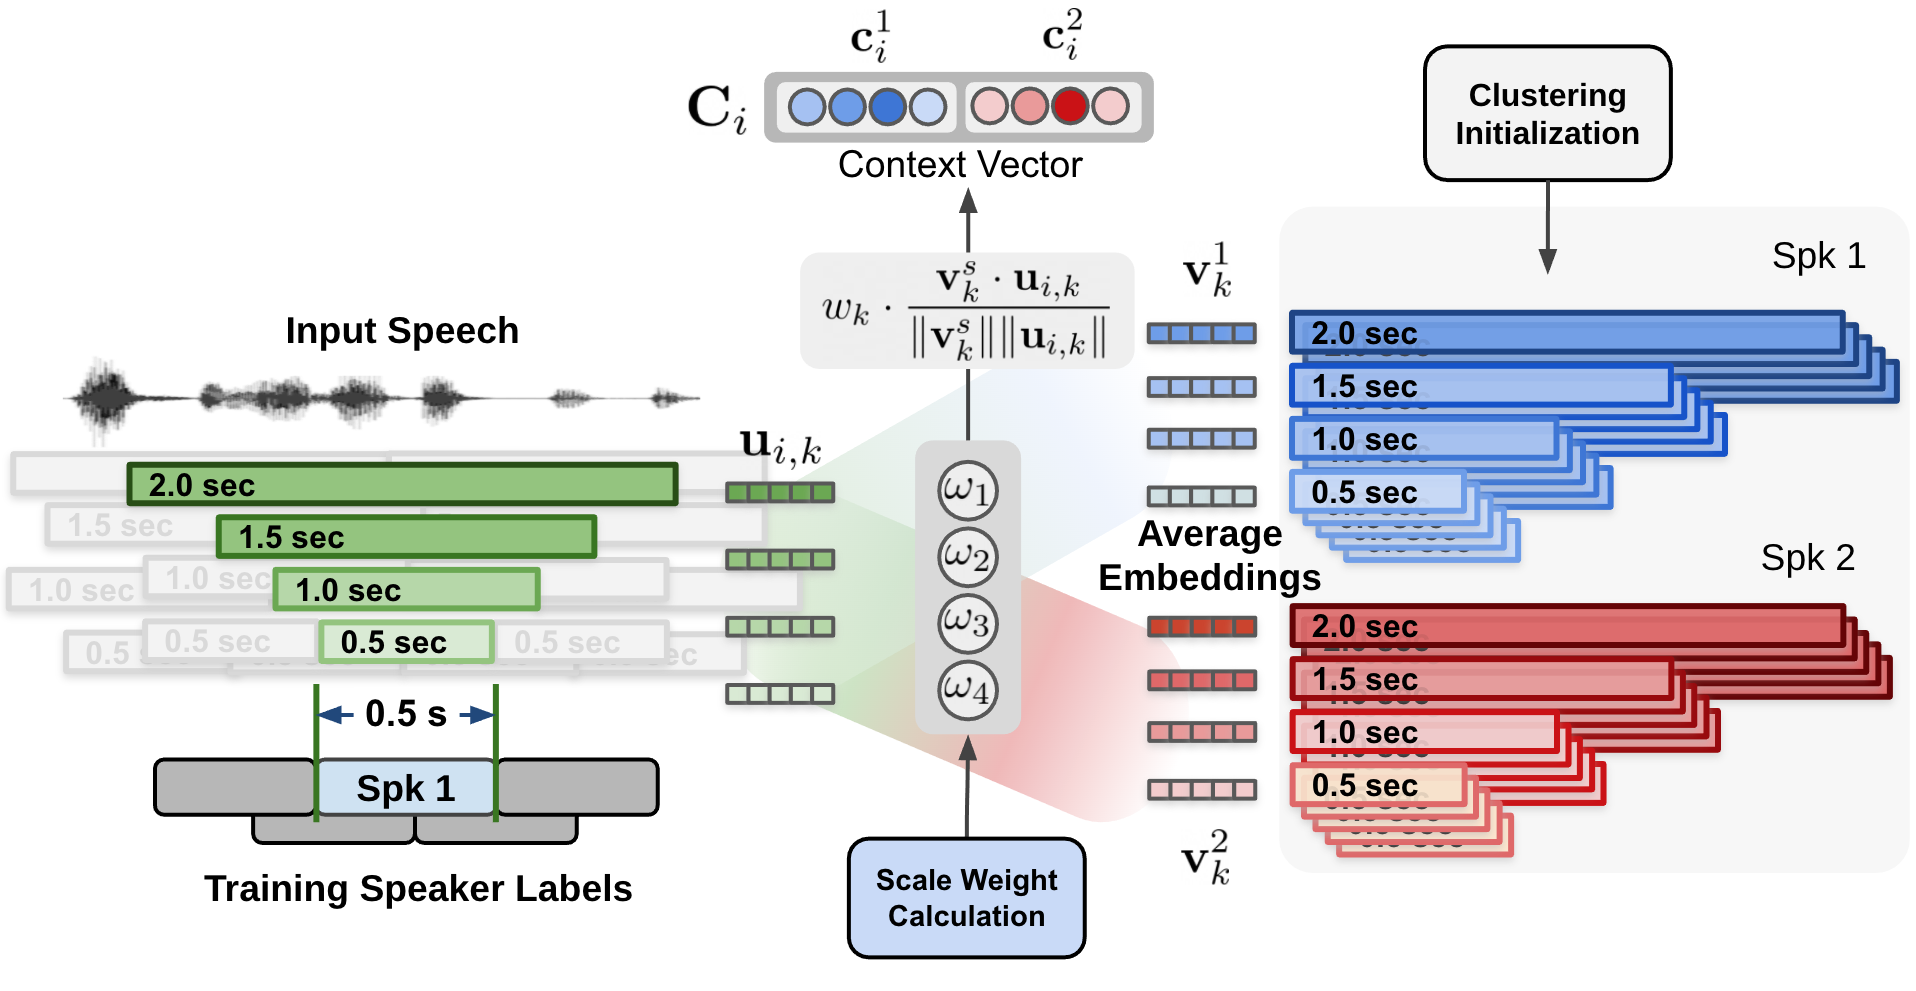 c_i^1
c_i^2
C_i
Context Vector
Clustering
Initialization
w_k · (v_k^s · u_{i,k}) / (‖v_k^s‖ ‖u_{i,k}‖)
v_k^1
Spk 1
Input Speech
u_{i,k}
2.0 sec
1.5 sec
1.5 sec
1.0 sec
1.0 sec
1.0 sec
0.5
0.5 sec
0.5 sec
0.5 sec
ec
ω1
ω2
ω3
ω4
2.0 sec
1.5 sec
1.0 sec
0.5 sec
Average
Embeddings
Spk 2
2.0 sec
1.5 sec
1.0 sec
0.5 sec
v_k^2
0.5 s
Spk 1
Training Speaker Labels
Scale Weight
Calculation